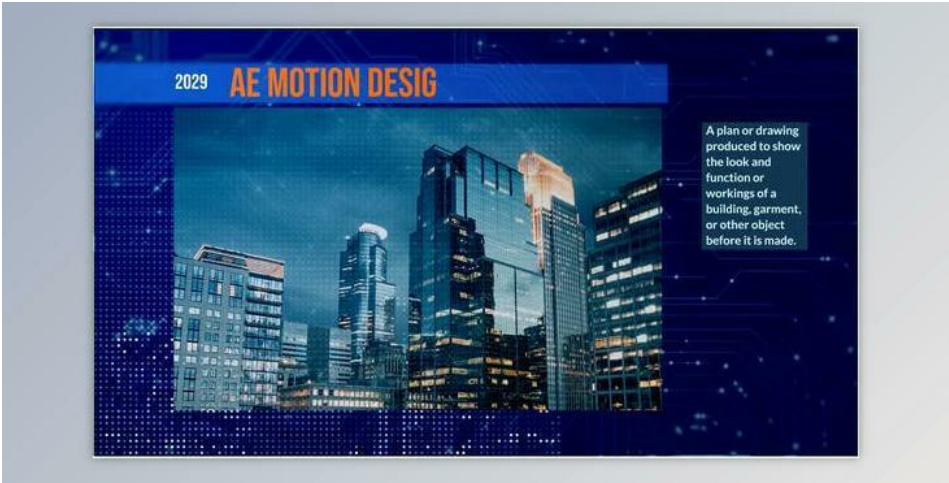 2029 AE MOTION DESIG
A plan or drawing
produced to show
the look and
function or
workings of a
building, garment,
or other object
before it is made.